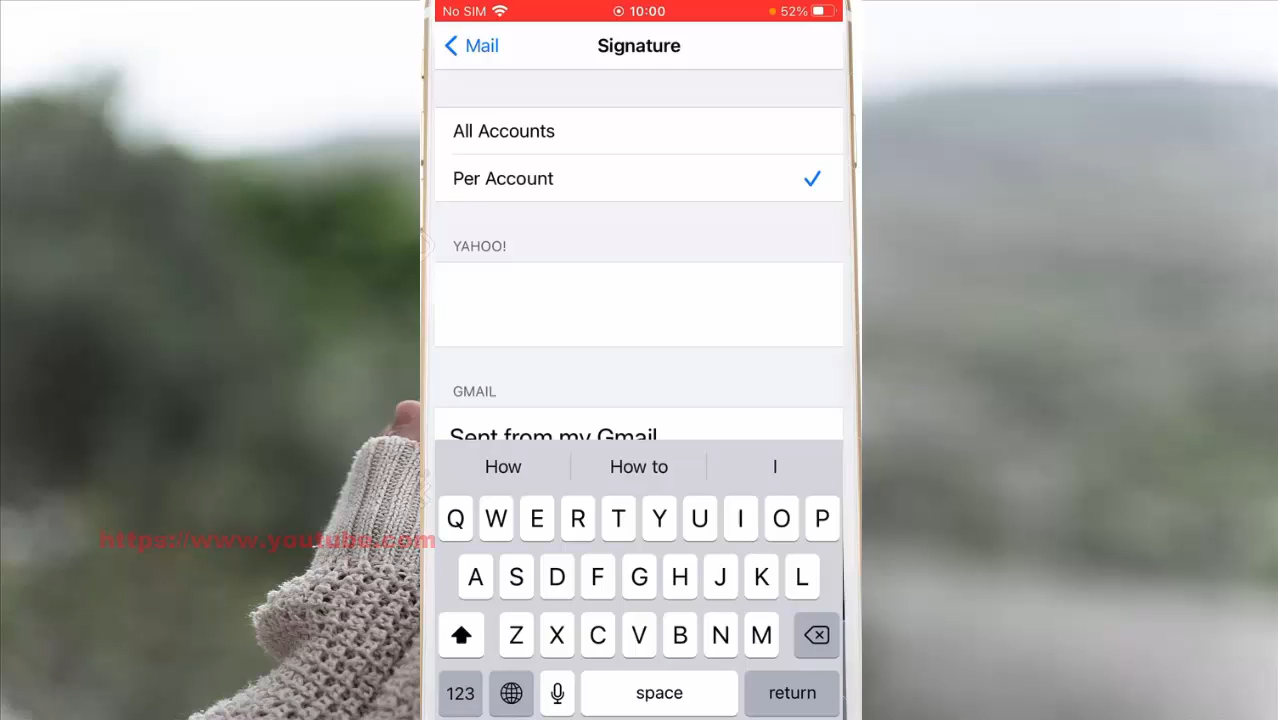 No SIM 10:00 52%
Mail Signature
All Accounts
Per Account
YAHOO!
GMAIL
Sent from my Gmail
How How to I
Q W E R T Y U I O P
A S D F G H J K L
Z X C V B N M
123 space return
https://www.youtube.com